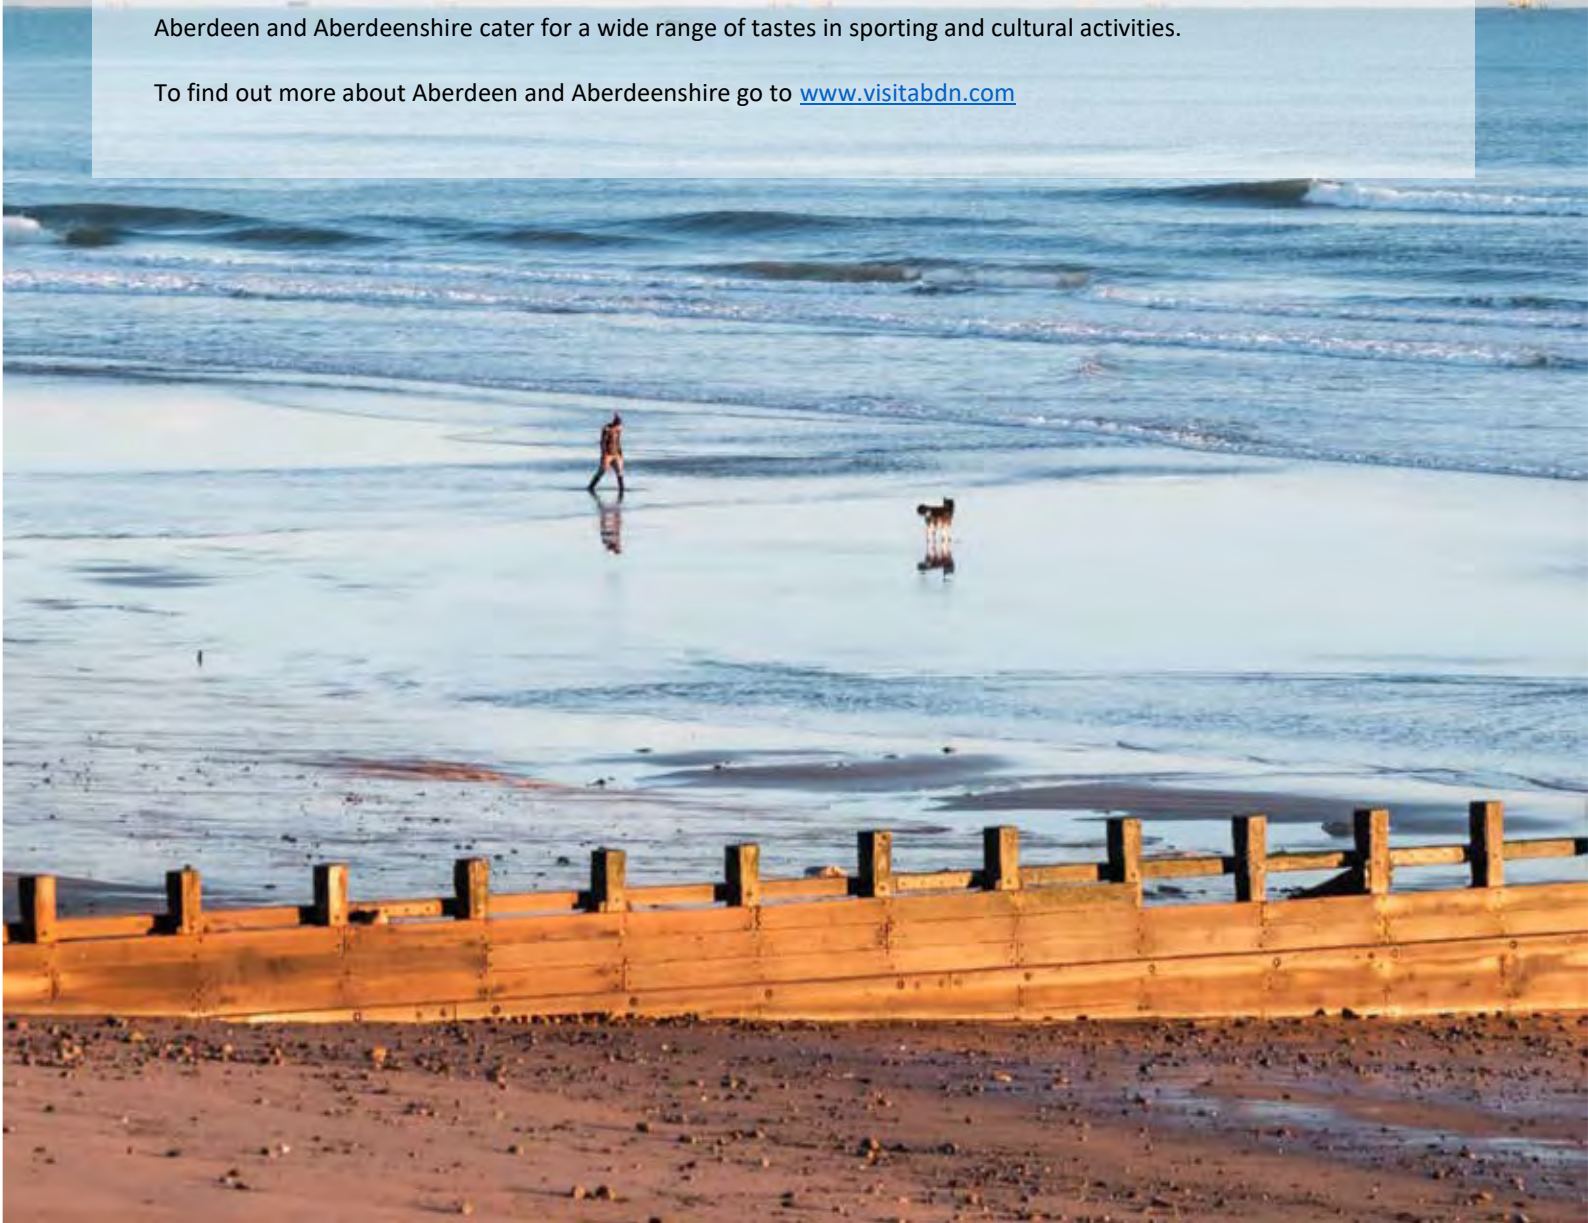 Aberdeen and Aberdeenshire cater for a wide range of tastes in sporting and cultural activities.
To find out more about Aberdeen and Aberdeenshire go to www.visitabdn.com